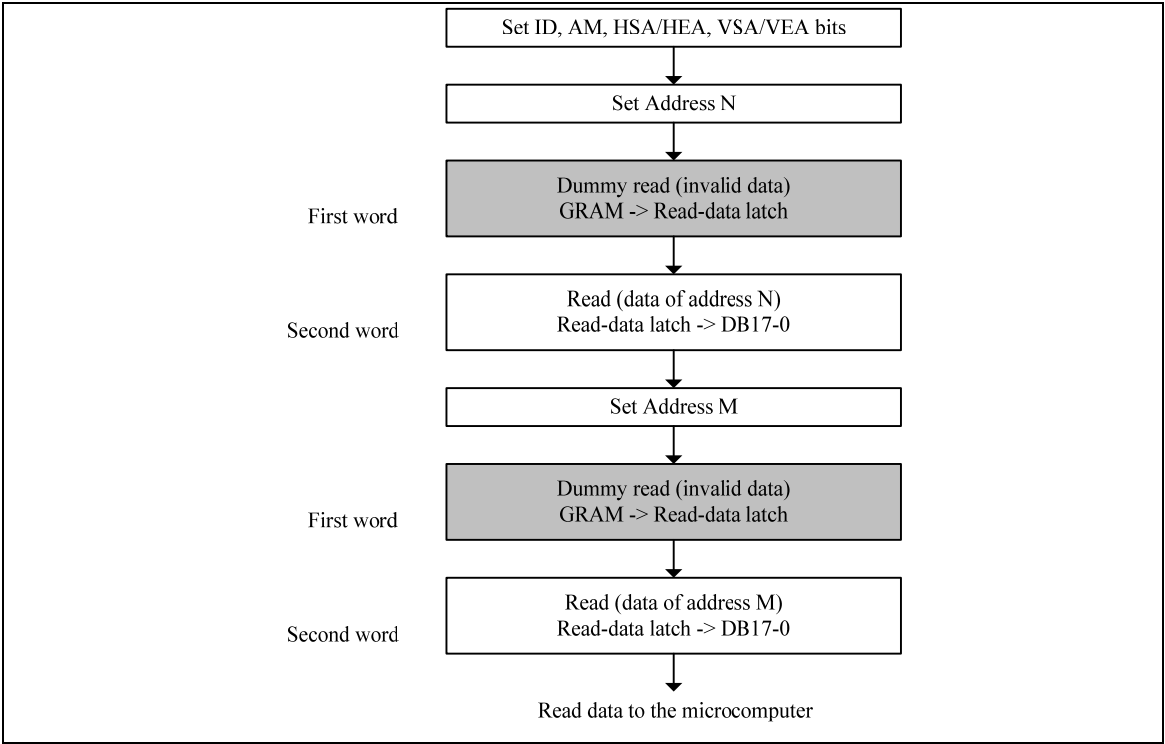 Set ID, AM, HSA/HEA, VSA/VEA bits
Set Address N
Dummy read (invalid data)
GRAM -> Read-data latch
First word
Read (data of address N)
Read-data latch -> DB17-0
Second word
Set Address M
Dummy read (invalid data)
GRAM -> Read-data latch
First word
Read (data of address M)
Read-data latch -> DB17-0
Second word
Read data to the microcomputer